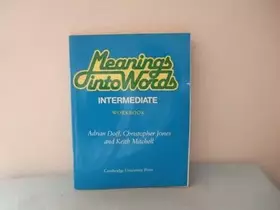 Meanings
into Words
INTERMEDIATE
WORKBOOK
Adrian Doff, Christopher Jones
and Keith Mitchell
Cambridge University Press